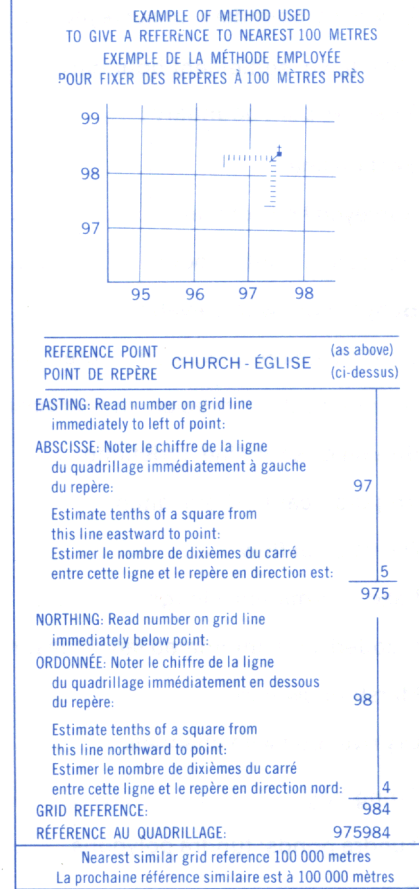 EXAMPLE OF METHOD USED
TO GIVE A REFERENCE TO NEAREST 100 METRES
EXEMPLE DE LA MÉTHODE EMPLOYÉE
POUR FIXER DES REPÈRES À 100 MÈTRES PRÈS
99
98
97
95 96 97 98
REFERENCE POINT CHURCH - ÉGLISE (as above)
POINT DE REPÈRE (ci-dessus)
EASTING: Read number on grid line
immediately to left of point:
ABSCISSE: Noter le chiffre de la ligne
du quadrillage immédiatement à gauche
du repère: 97
Estimate tenths of a square from
this line eastward to point:
Estimer le nombre de dixièmes du carré
entre cette ligne et le repère en direction est: 5
975
NORTHING: Read number on grid line
immediately below point:
ORDONNÉE: Noter le chiffre de la ligne
du quadrillage immédiatement en dessous
du repère: 98
Estimate tenths of a square from
this line northward to point:
Estimer le nombre de dixièmes du carré
entre cette ligne et le repère en direction nord: 4
GRID REFERENCE: 984
RÉFÉRENCE AU QUADRILLAGE: 975984
Nearest similar grid reference 100 000 metres
La prochaine référence similaire est à 100 000 mètres